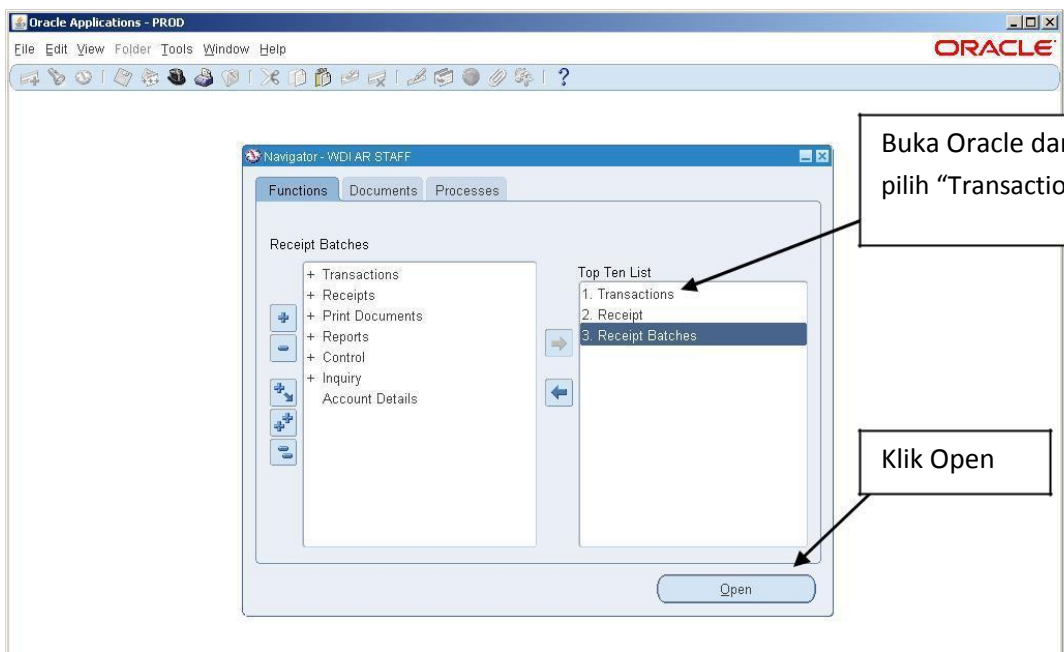 Oracle Applications - PROD
File Edit View Folder Tools Window Help
ORACLE
Buka Oracle
pilih
Navigator - WDI AR STAFF
Functions Documents Processes
Receipt Batches
+ Transactions
+ Receipts
+ Print Documents
+ Reports
+ Control
+ Inquiry
Account Details
Top Ten List
1. Transactions
2. Receipt
3. Receipt Batches
Klik Open
Open